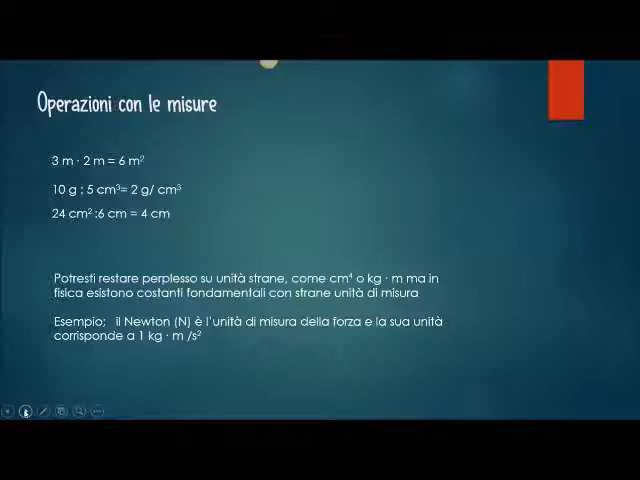 Operazioni con le misure
3 m · 2 m = 6 m²
10 g : 5 cm³= 2 g/ cm³
24 cm² :6 cm = 4 cm
Potresti restare perplesso su unità strane, come cm⁴ o kg · m ma in
fisica esistono costanti fondamentali con strane unità di misura
Esempio;   il Newton (N) è l'unità di misura della forza e la sua unità
corrisponde a 1 kg · m /s²